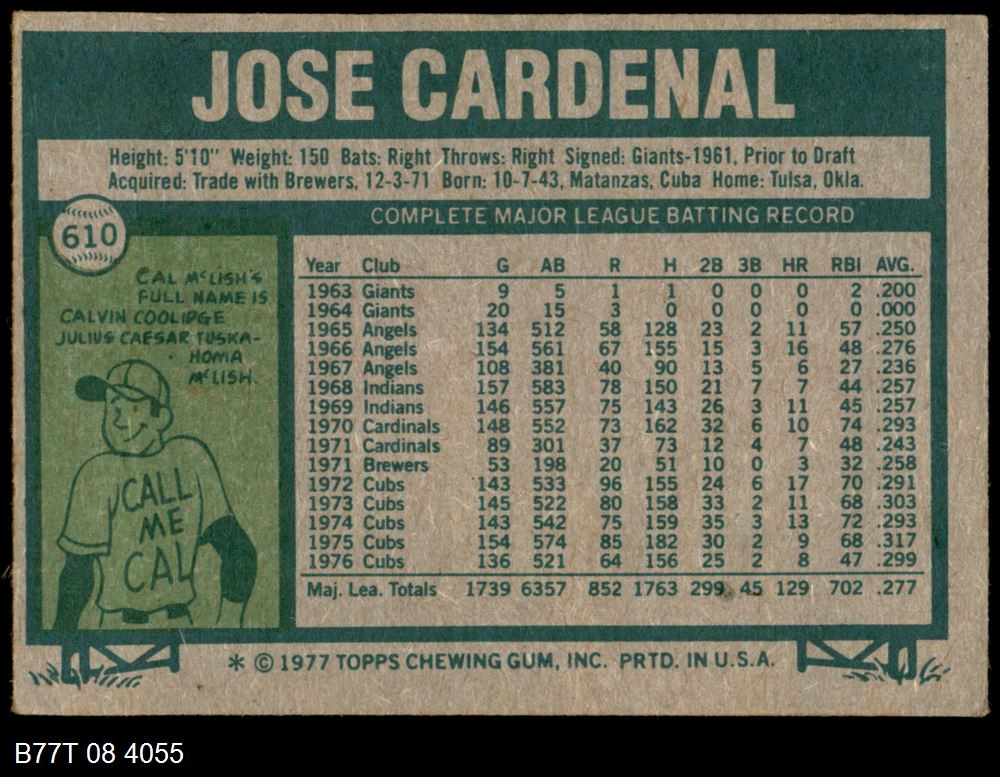 JOSE CARDENAL
Height: 5'10" Weight: 150 Bats: Right Throws: Right Signed: Giants-1961, Prior to Draft
Acquired: Trade with Brewers, 12-3-71 Born: 10-7-43, Matanzas, Cuba Home: Tulsa, Okla.
610
CAL McLISH'S
FULL NAME IS
CALVIN COOLIDGE
JULIUS CAESAR TUSKA-
HOMA
McLISH.
CALL
ME
CAL
COMPLETE MAJOR LEAGUE BATTING RECORD
Year Club G AB R H 2B 3B HR RBI AVG.
1963 Giants 9 5 1 1 0 0 0 2 .200
1964 Giants 20 15 3 0 0 0 0 0 .000
1965 Angels 134 512 58 128 23 2 11 57 .250
1966 Angels 154 561 67 155 15 3 16 48 .276
1967 Angels 108 381 40 90 13 5 6 27 .236
1968 Indians 157 583 78 150 21 7 7 44 .257
1969 Indians 146 557 75 143 26 3 11 45 .257
1970 Cardinals 148 552 73 162 32 6 10 74 .293
1971 Cardinals 89 301 37 73 12 4 7 48 .243
1971 Brewers 53 198 20 51 10 0 3 32 .258
1972 Cubs 143 533 96 155 24 6 17 70 .291
1973 Cubs 145 522 80 158 33 2 11 68 .303
1974 Cubs 143 542 75 159 35 3 13 72 .293
1975 Cubs 154 574 85 182 30 2 9 68 .317
1976 Cubs 136 521 64 156 25 2 8 47 .299
Maj. Lea. Totals 1739 6357 852 1763 299 45 129 702 .277
* © 1977 TOPPS CHEWING GUM, INC. PRTD. IN U.S.A.
B77T 08 4055